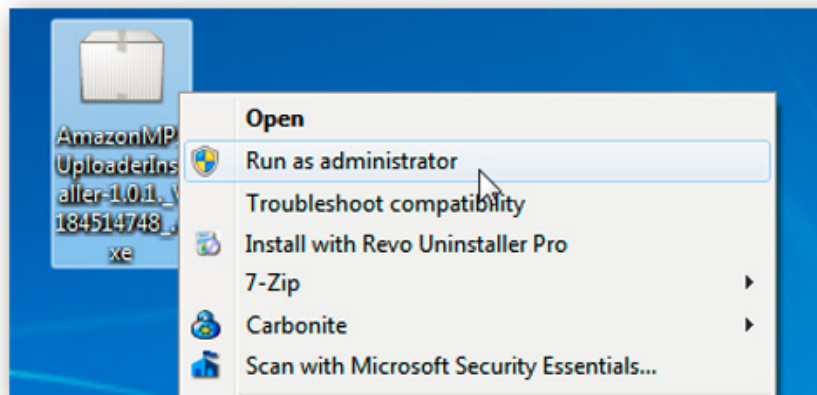 AmazonMP
UploaderIns
aller-1.0.1._V
184514748_.
xe
Open
Run as administrator
Troubleshoot compatibility
Install with Revo Uninstaller Pro
7-Zip
Carbonite
Scan with Microsoft Security Essentials...